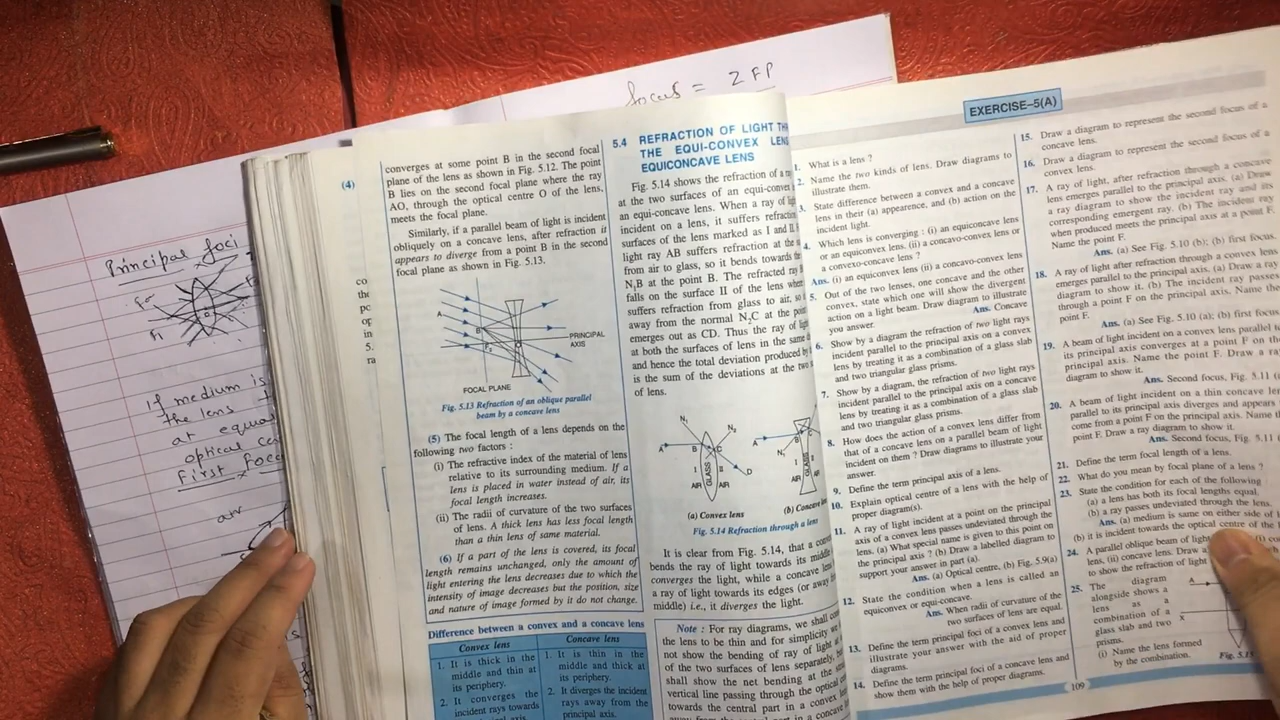 focus = 2 FP
Principal foci
If medium is
the lens
at equa
optical ce
First foc
air
(4)
co
the
po
op
in
5.
ra
converges at some point B in the second focal
plane of the lens as shown in Fig. 5.12. The point
B lies on the second focal plane where the ray
AO, through the optical centre O of the lens,
meets the focal plane.
Similarly, if a parallel beam of light is incident
obliquely on a concave lens, after refraction it
appears to diverge from a point B in the second
focal plane as shown in Fig. 5.13.
A
B
PRINCIPAL
AXIS
FOCAL PLANE
Fig. 5.13 Refraction of an oblique parallel
beam by a concave lens
(5) The focal length of a lens depends on the
following two factors :
(i) The refractive index of the material of lens
relative to its surrounding medium. If a
lens is placed in water instead of air, its
focal length increases.
(ii) The radii of curvature of the two surfaces
of lens. A thick lens has less focal length
than a thin lens of same material.
(6) If a part of the lens is covered, its focal
length remains unchanged, only the amount of
light entering the lens decreases due to which the
intensity of image decreases but the position, size
and nature of image formed by it do not change.
Difference between a convex and a concave lens
Convex lens
Concave lens
1. It is thick in the
middle and thin at
its periphery.
1. It is thin in the
middle and thick at
its periphery.
2. It converges the
incident rays towards
2. It diverges the incident
rays away from the
principal axis.
5.4 REFRACTION OF LIGHT TH
THE EQUI-CONVEX LENS
EQUICONCAVE LENS
Fig. 5.14 shows the refraction of a
at the two surfaces of an equi-convex
an equi-concave lens. When a ray of
incident on a lens, it suffers refraction
surfaces of the lens marked as I and II.
light ray AB suffers refraction at the
from air to glass, so it bends towards the
N₁B at the point B. The refracted ray
falls on the surface II of the lens where
suffers refraction from glass to air, so
away from the normal N₂C at the point
emerges out as CD. Thus the ray of light
at both the surfaces of lens in the same
and hence the total deviation produced
is the sum of the deviations at the two
of lens.
N₁
N₂
A
B
C
D
I
II
GLASS
AIR
AIR
A
B
C
N₁
I
GLASS
AIR
(a) Convex lens
(b) Concave
Fig. 5.14 Refraction through a lens
It is clear from Fig. 5.14, that a
bends the ray of light towards its middle
converges the light, while a concave
a ray of light towards its edges (or away
middle) i.e., it diverges the light.
Note : For ray diagrams, we shall
the lens to be thin and for simplicity
not show the bending of ray of light
of the two surfaces of lens separately,
shall show the net bending at the
vertical line passing through the optical
towards the central part in a convex
EXERCISE–5(A)
1. What is a lens ?
2. Name the two kinds of lens. Draw diagrams to
illustrate them.
3. State difference between a convex and a concave
lens in their (a) appearence, and (b) action on the
incident light.
4. Which lens is converging : (i) an equiconcave lens
or an equiconvex lens. (ii) a concavo-convex lens or
a convexo-concave lens ?
Ans. (i) an equiconvex lens (ii) a concavo-convex lens
5. Out of the two lenses, one concave and the other
convex, state which one will show the divergent
action on a light beam. Draw diagram to illustrate
you answer.
Ans. Concave
6. Show by a diagram the refraction of two light rays
incident parallel to the principal axis on a convex
lens by treating it as a combination of a glass slab
and two triangular glass prisms.
7. Show by a diagram, the refraction of two light rays
incident parallel to the principal axis on a concave
lens by treating it as a combination of a glass slab
and two triangular glass prisms.
8. How does the action of a convex lens differ from
that of a concave lens on a parallel beam of light
incident on them ? Draw diagrams to illustrate your
answer.
9. Define the term principal axis of a lens.
10. Explain optical centre of a lens with the help of
proper diagram(s).
11. A ray of light incident at a point on the principal
axis of a convex lens passes undeviated through the
lens. (a) What special name is given to this point on
the principal axis ? (b) Draw a labelled diagram to
support your answer in part (a).
Ans. (a) Optical centre, (b) Fig. 5.9(a)
12. State the condition when a lens is called an
equiconvex or equi-concave.
Ans. When radii of curvature of the
two surfaces of lens are equal.
13. Define the term principal foci of a convex lens and
illustrate your answer with the aid of proper
diagrams.
14. Define the term principal foci of a concave lens and
show them with the help of proper diagrams.
15. Draw a diagram to represent the second focus of a
concave lens.
16. Draw a diagram to represent the second focus of a
convex lens.
17. A ray of light, after refraction through a concave
lens emerges parallel to the principal axis. (a) Draw
a ray diagram to show the incident ray and its
corresponding emergent ray. (b) The incident ray
when produced meets the principal axis at a point F.
Name the point F.
Ans. (a) See Fig. 5.10 (b); (b) first focus.
18. A ray of light after refraction through a convex lens
emerges parallel to the principal axis. (a) Draw a ray
diagram to show it. (b) The incident ray passes
through a point F on the principal axis. Name the
point F.
Ans. (a) See Fig. 5.10 (a); (b) first focus
19. A beam of light incident on a convex lens parallel
its principal axis converges at a point F on the
principal axis. Name the point F. Draw a ray
diagram to show it.
Ans. Second focus, Fig. 5.11
20. A beam of light incident on a thin concave len
parallel to its principal axis diverges and appears
come from a point F on the principal axis. Name
point F. Draw a ray diagram to show it.
Ans. Second focus, Fig. 5.11
21. Define the term focal length of a lens.
22. What do you mean by focal plane of a lens ?
23. State the condition for each of the following
(a) a lens has both its focal lengths equal.
(b) a ray passes undeviated through the lens.
Ans. (a) medium is same on either side of
(b) it is incident towards the optical centre of the
24. A parallel oblique beam of light
lens, (ii) concave lens. Draw a
to show the refraction of light
25. The diagram
alongside shows a
lens as a
combination of a
glass slab and two
prisms.
(i) Name the lens formed
by the combination.
A
X
Fig. 5.15
109